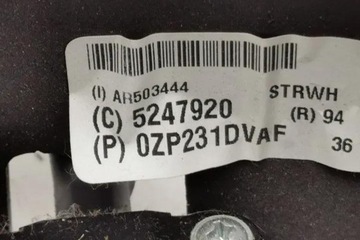 (I) AR503444 STRWH
(C) 5247920 (R) 94
(P) 0ZP231DVAF 36